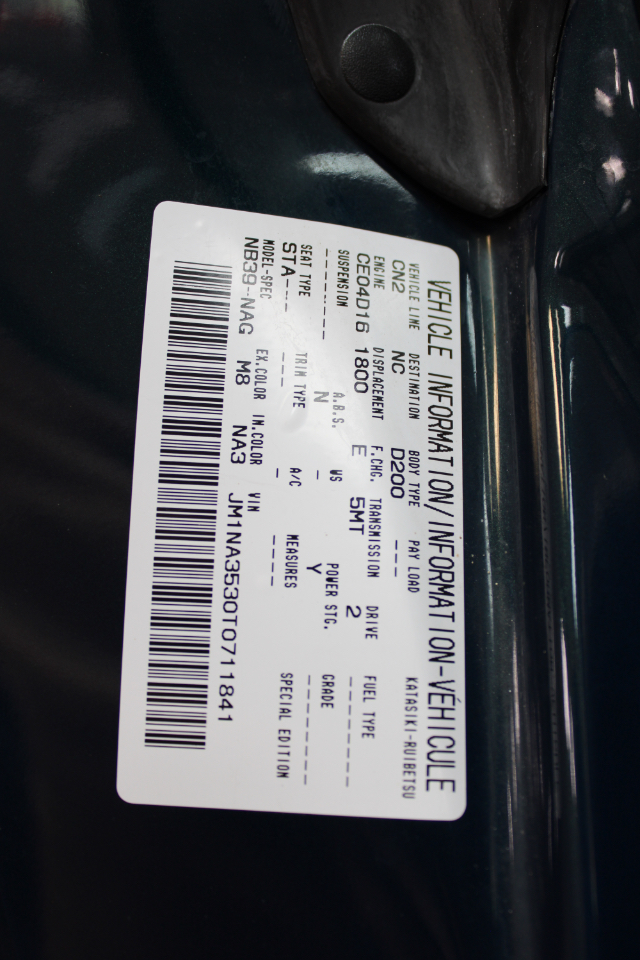 VEHICLE INFORMATION/INFORMATION-VÉHICULE
VEHICLE LINE DESTINATION BODY TYPE PAY LOAD KATASIKI-RUIBETSU
CN2 NC D200 ---
ENGINE DISPLACEMENT F.CHG. TRANSMISSION DRIVE FUEL TYPE
CE04D16 1800 E 5MT 2 --------
SUSPENSION A.B.S. WS POWER STG. GRADE
-------- N - Y --------
SEAT TYPE TRIM TYPE A/C MEASURES SPECIAL EDITION
STA--- --- - ----
MODEL-SPEC EX.COLOR IN.COLOR VIN
NB39-NAG M8 NA3 JM1NA3530T0711841